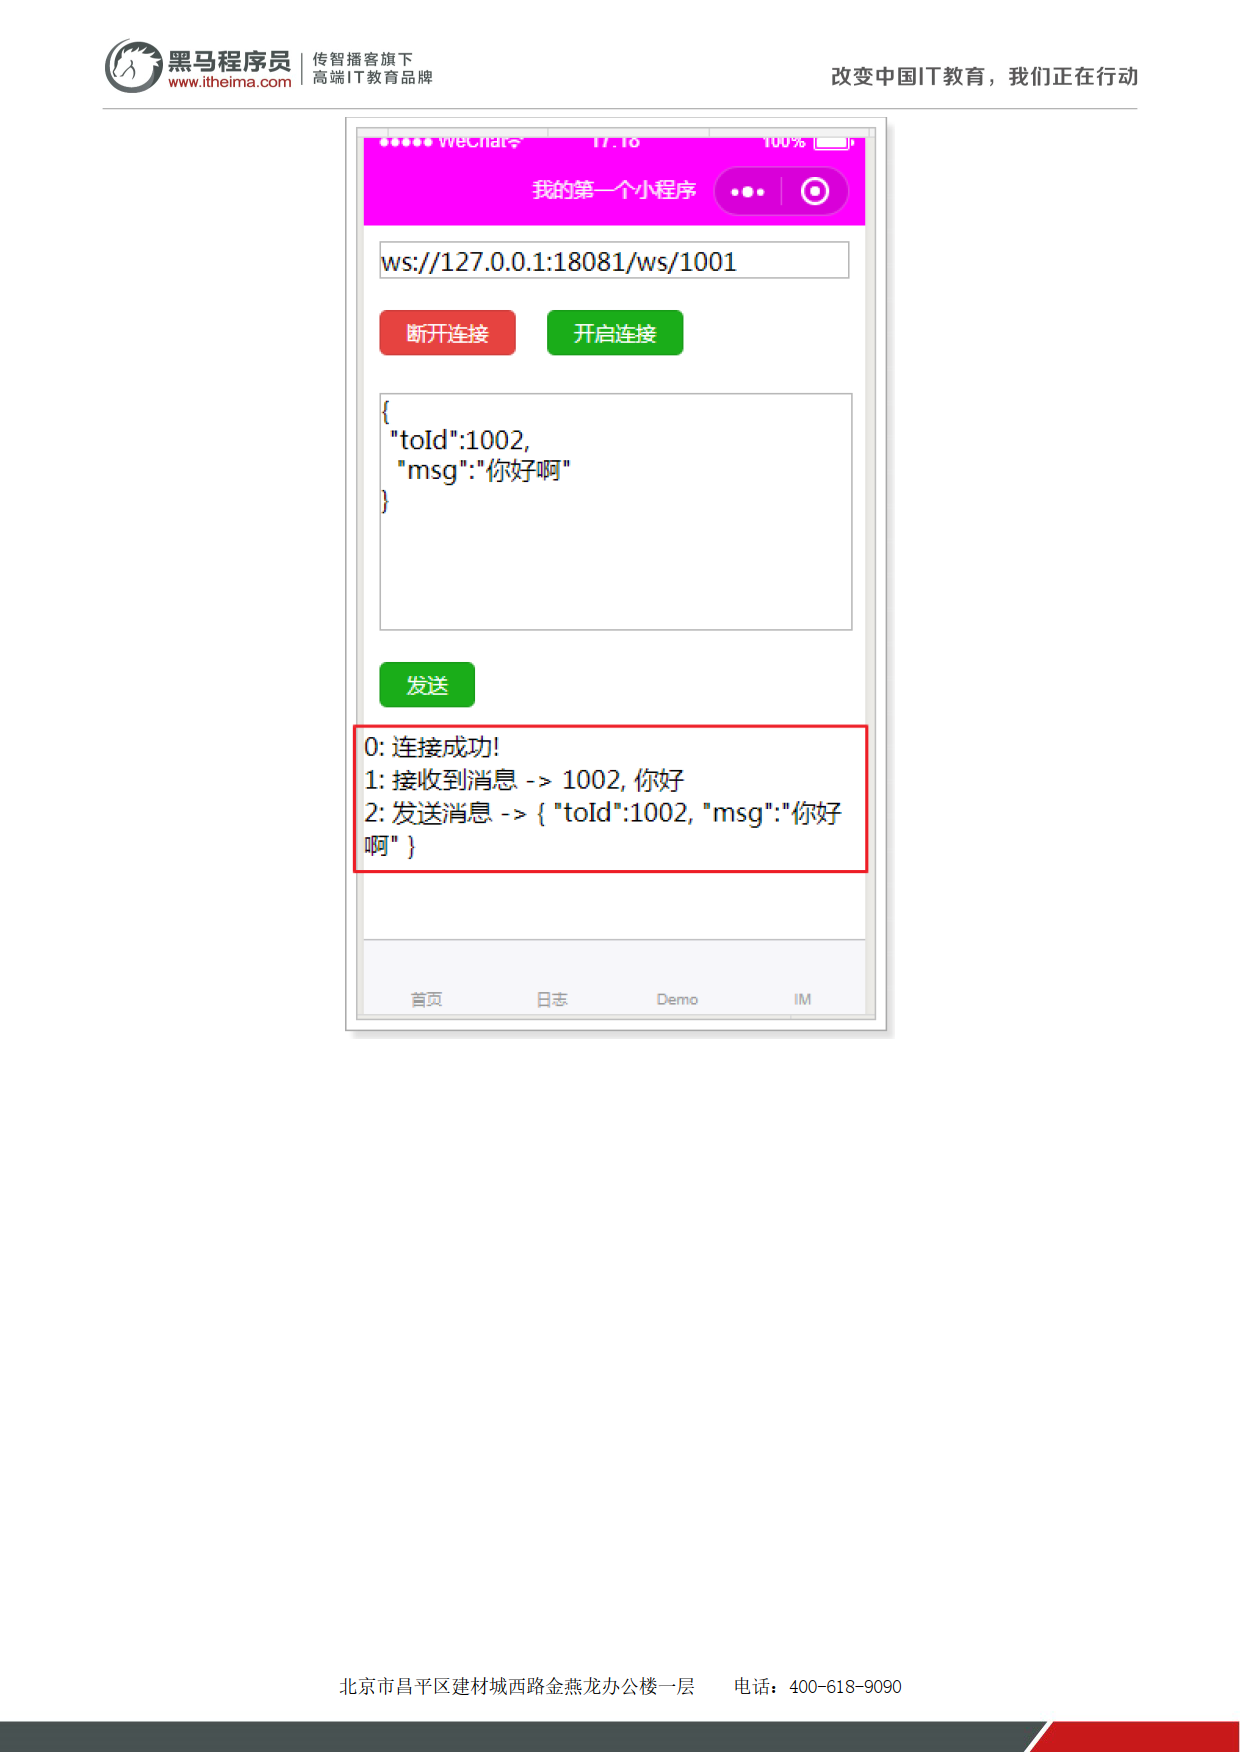 黑马程序员
www.itheima.com
传智播客旗下
高端IT教育品牌
改变中国IT教育，我们正在行动
WeChat 17:18 100%
我的第一个小程序
ws://127.0.0.1:18081/ws/1001
断开连接 开启连接
{
"toId":1002,
"msg":"你好啊"
}
发送
0: 连接成功!
1: 接收到消息 -> 1002, 你好
2: 发送消息 -> { "toId":1002, "msg":"你好
啊" }
首页 日志 Demo IM
北京市昌平区建材城西路金燕龙办公楼一层 电话：400-618-9090